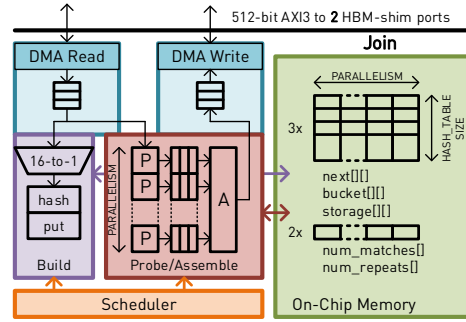 512-bit AXI3 to 2 HBM-shim ports
Join
DMA Read
DMA Write
PARALLELISM
HASH_TABLE
SIZE
3x
16-to-1
hash
put
Build
PARALLELISM
P
P
P
A
Probe/Assemble
next[][]
bucket[][]
storage[][]
2x
num_matches[]
num_repeats[]
Scheduler
On-Chip Memory